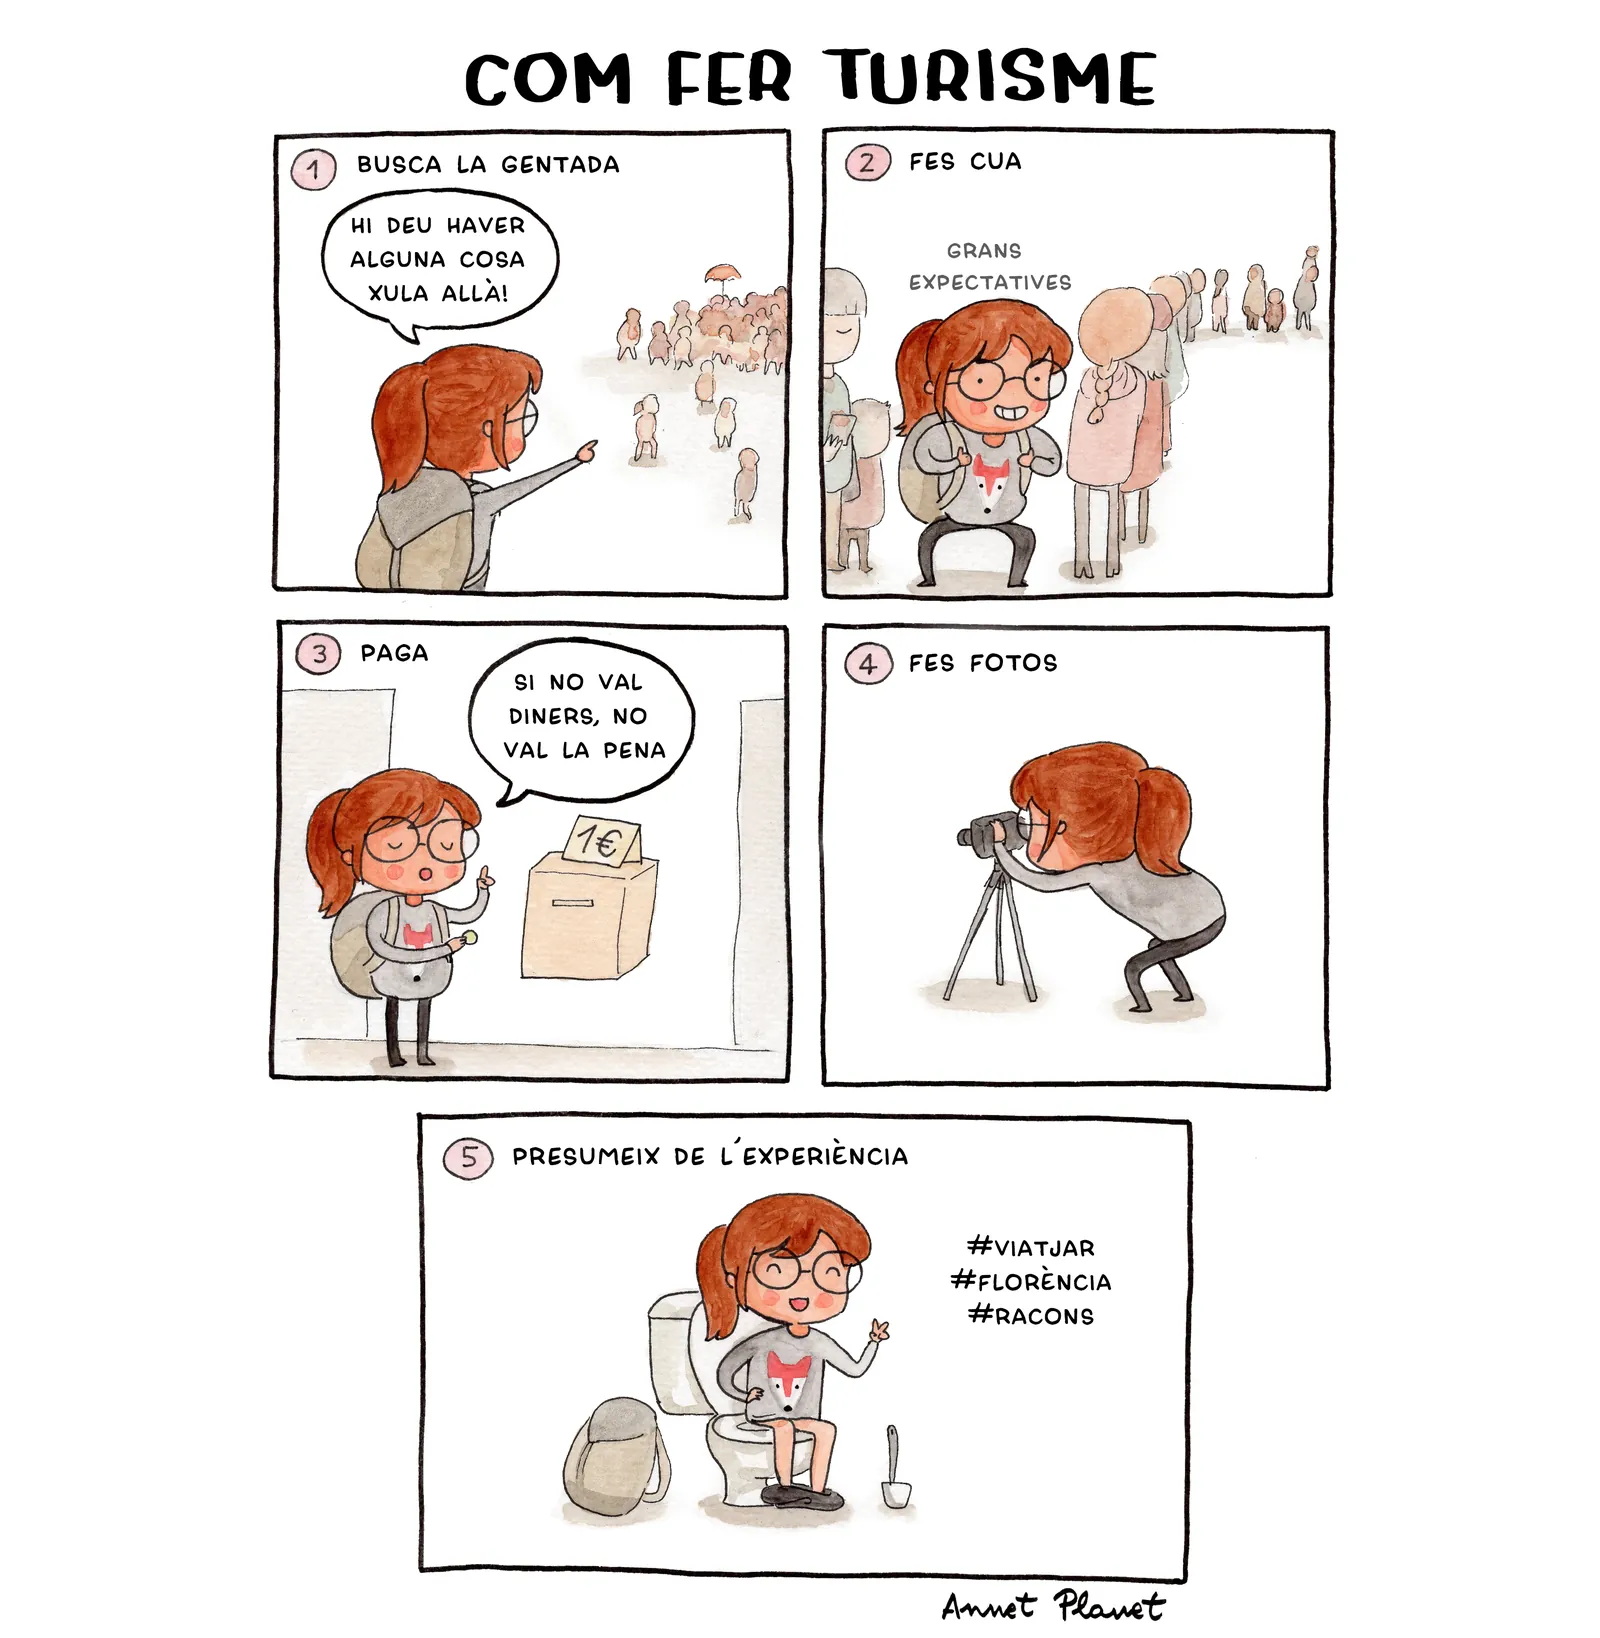 COM FER TURISME
1 BUSCA LA GENTADA
HI DEU HAVER
ALGUNA COSA
XULA ALLÀ!
2 FES CUA
GRANS
EXPECTATIVES
3 PAGA
SI NO VAL
DINERS, NO
VAL LA PENA
1€
4 FES FOTOS
5 PRESUMEIX DE L'EXPERIÈNCIA
#VIATJAR
#FLORÈNCIA
#RACONS
Annet Planet